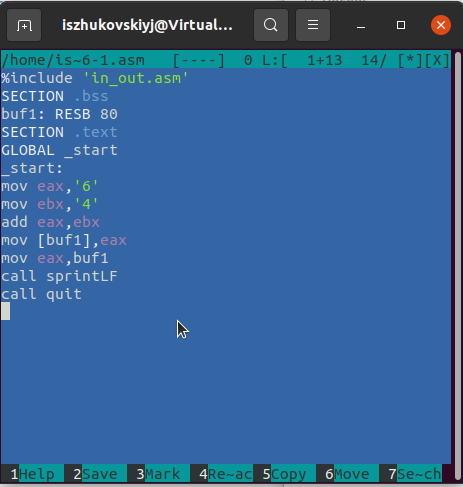 iszhukovskiyj@Virtual...
/home/is~6-1.asm [----] 0 L:[ 1+13 14/ [*][X]
%include 'in_out.asm'
SECTION .bss
buf1: RESB 80
SECTION .text
GLOBAL _start
_start:
mov eax,'6'
mov ebx,'4'
add eax,ebx
mov [buf1],eax
mov eax,buf1
call sprintLF
call quit
1Help 2Save 3Mark 4Re~ac 5Copy 6Move 7Se~ch